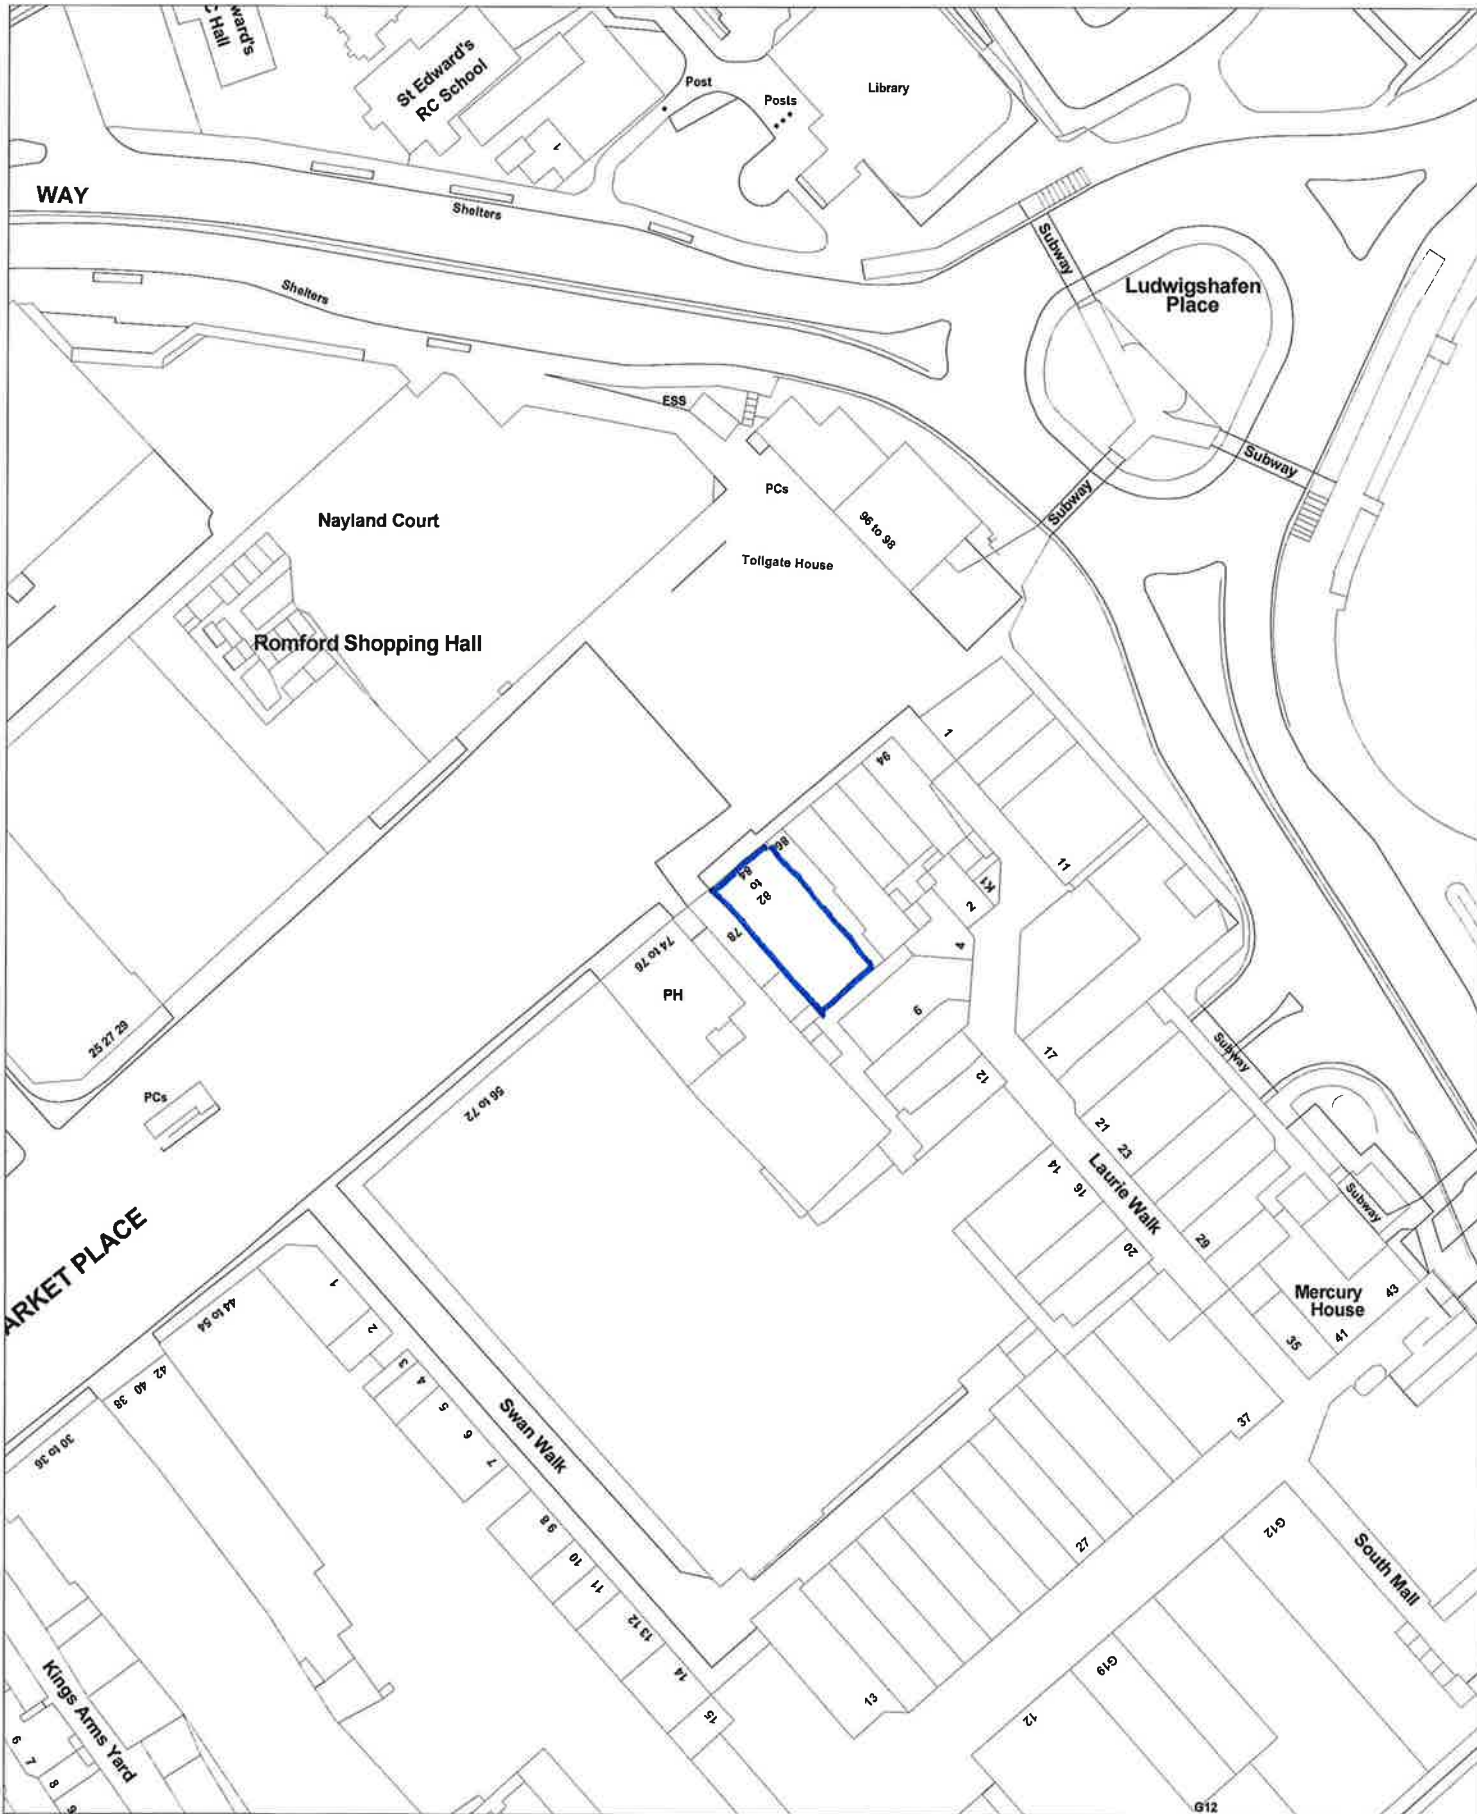 ward's
C Hall
St Edward's
RC School
Post
Posts
Library
1
WAY
Shelters
Subway
Ludwigshafen
Place
Shelters
ESS
Subway
PCs
Subway
96 to 98
Nayland Court
Tollgate House
Romford Shopping Hall
1
94
86
82
to
84
11
K1
2
78
4
74 to 76
PH
6
25 27 29
17
Subway
12
PCs
56 to 72
21
23
14
16
Laurie Walk
Subway
29
20
ARKET PLACE
Mercury
House
43
41
35
1
44 to 54
2
3
4
5
6
7
42
40
38
30 to 36
Swan Walk
37
9 8
10
11
13 12
14
15
27
G12
South Mall
G19
13
12
Kings Arms Yard
6
7
8
9
G12